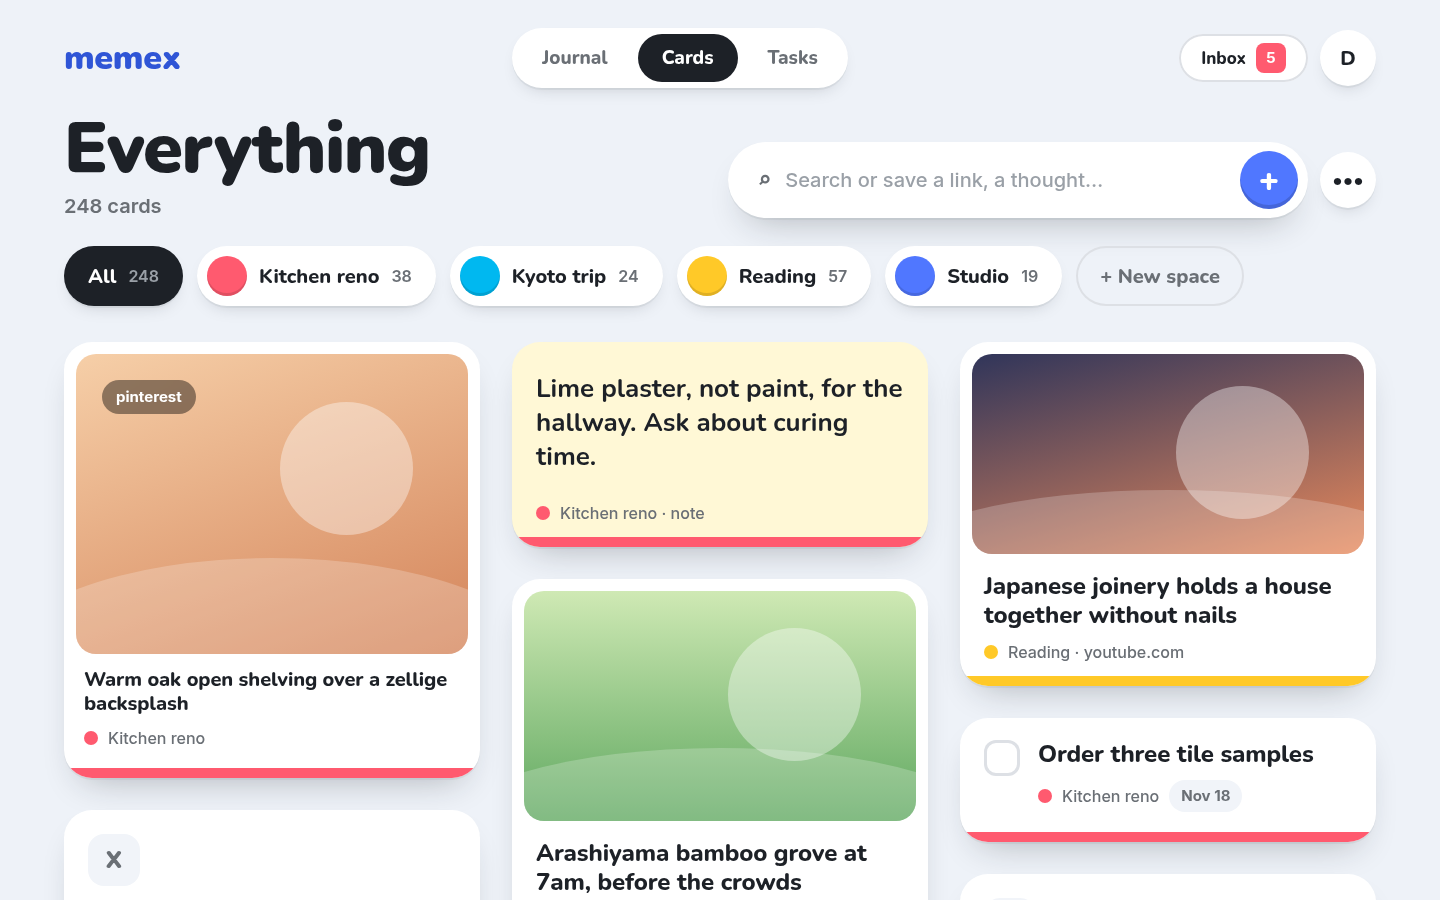 memex
Journal
Cards
Tasks
Inbox 5
D
Everything
248 cards
Search or save a link, a thought...
+
•••
All 248
Kitchen reno 38
Kyoto trip 24
Reading 57
Studio 19
+ New space
pinterest
Warm oak open shelving over a zellige
backsplash
Kitchen reno
X
Lime plaster, not paint, for the
hallway. Ask about curing
time.
Kitchen reno · note
Arashiyama bamboo grove at
7am, before the crowds
Japanese joinery holds a house
together without nails
Reading · youtube.com
Order three tile samples
Kitchen reno Nov 18